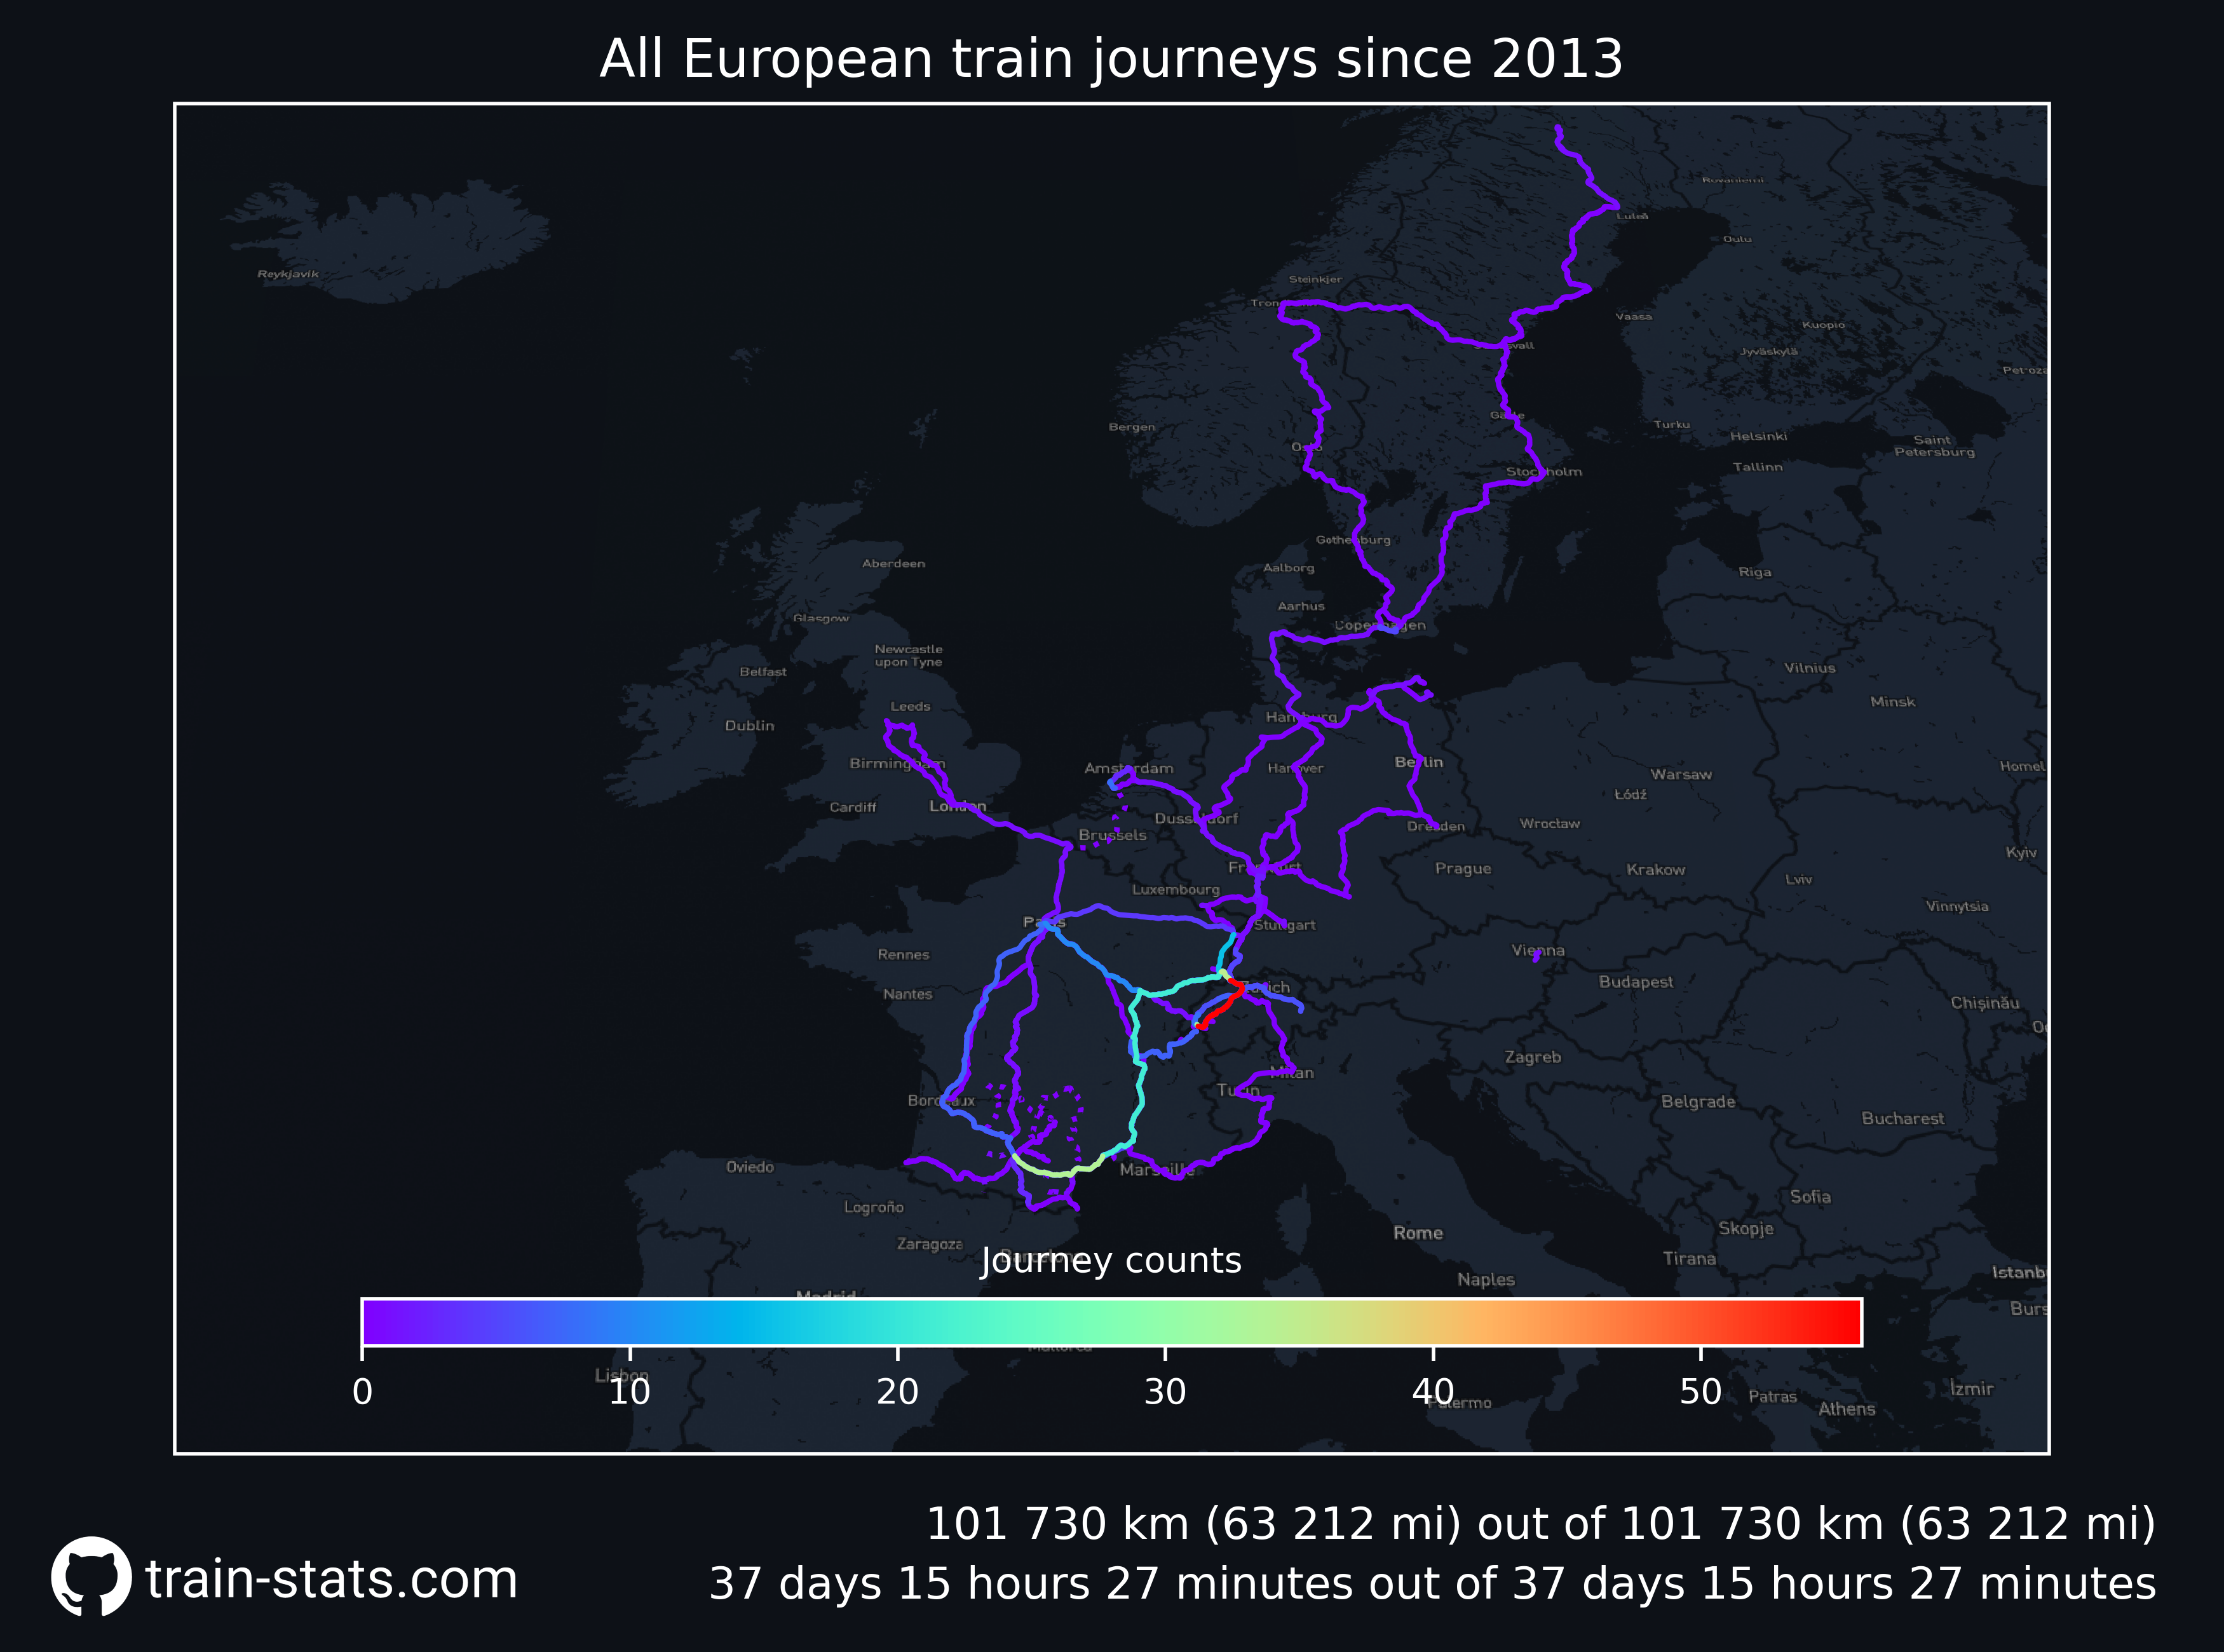 All European train journeys since 2013
Rovaniemi
Luleå
Oulu
Reykjavik
Steinkjer
Vaasa
Kuopio
Jyväskylä
Bergen
Gävle
Turku
Helsinki
Saint
Petersburg
Oslo
Stockholm
Tallinn
Gothenburg
Aberdeen
Aalborg
Riga
Aarhus
Glasgow
Copenhagen
Newcastle
upon Tyne
Belfast
Vilnius
Minsk
Leeds
Dublin
Hamburg
Birmingham
Amsterdam
Hanover
Berlin
Warsaw
Homel
Cardiff
London
Łódź
Dusseldorf
Brussels
Dresden
Wrocław
Kyiv
Frankfurt
Prague
Krakow
Lviv
Luxembourg
Vinnytsia
Paris
Stuttgart
Rennes
Vienna
Budapest
Zurich
Nantes
Chișinău
Zagreb
Milan
Turin
Bordeaux
Belgrade
Bucharest
Oviedo
Marseille
Sofia
Logroño
Skopje
Rome
Zaragoza
Barcelona
Tirana
Journey counts
Istanb
Naples
Madrid
Burs
Mallorca
Lisbon
0 10 20 30 40 50
Palermo
Patras
Athens
İzmir
101 730 km (63 212 mi) out of 101 730 km (63 212 mi)
train-stats.com
37 days 15 hours 27 minutes out of 37 days 15 hours 27 minutes